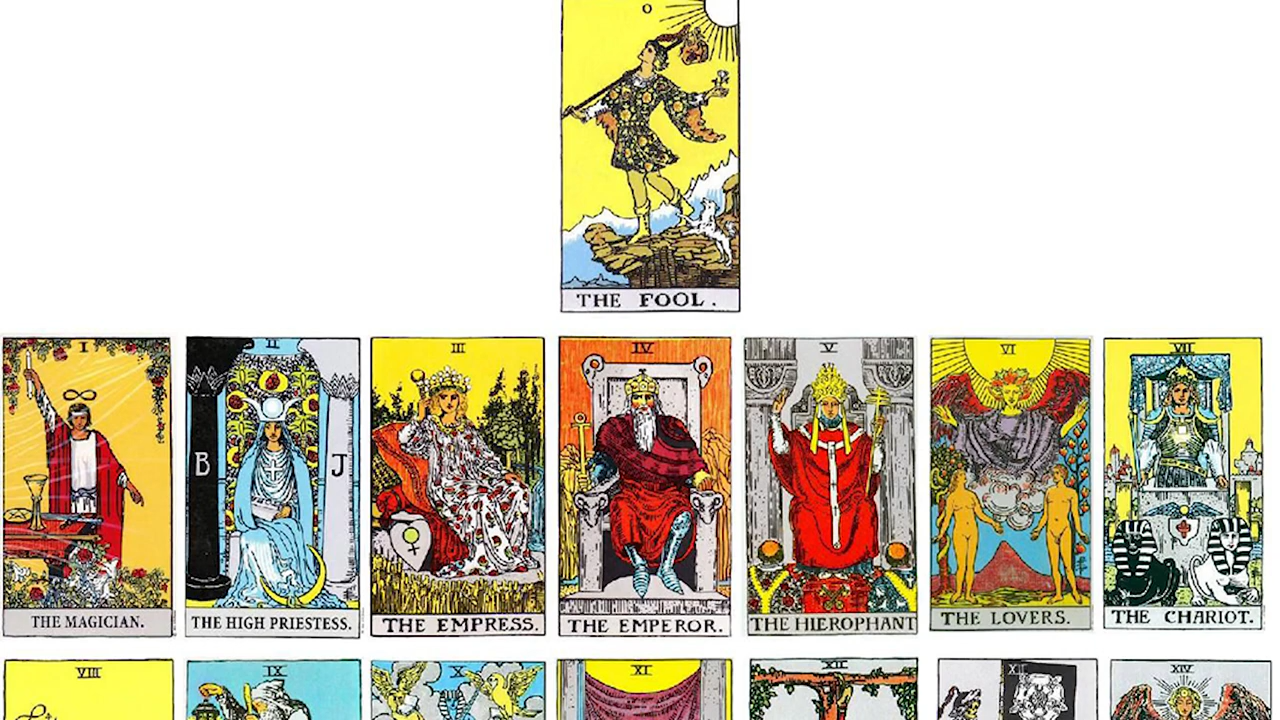 0
THE FOOL.
I
THE MAGICIAN.
II
B J
THE HIGH PRIESTESS.
III
THE EMPRESS.
IV
THE EMPEROR.
V
THE HIEROPHANT
VI
THE LOVERS.
VII
THE CHARIOT.
VIII
IX
X
XI
XII
XIV